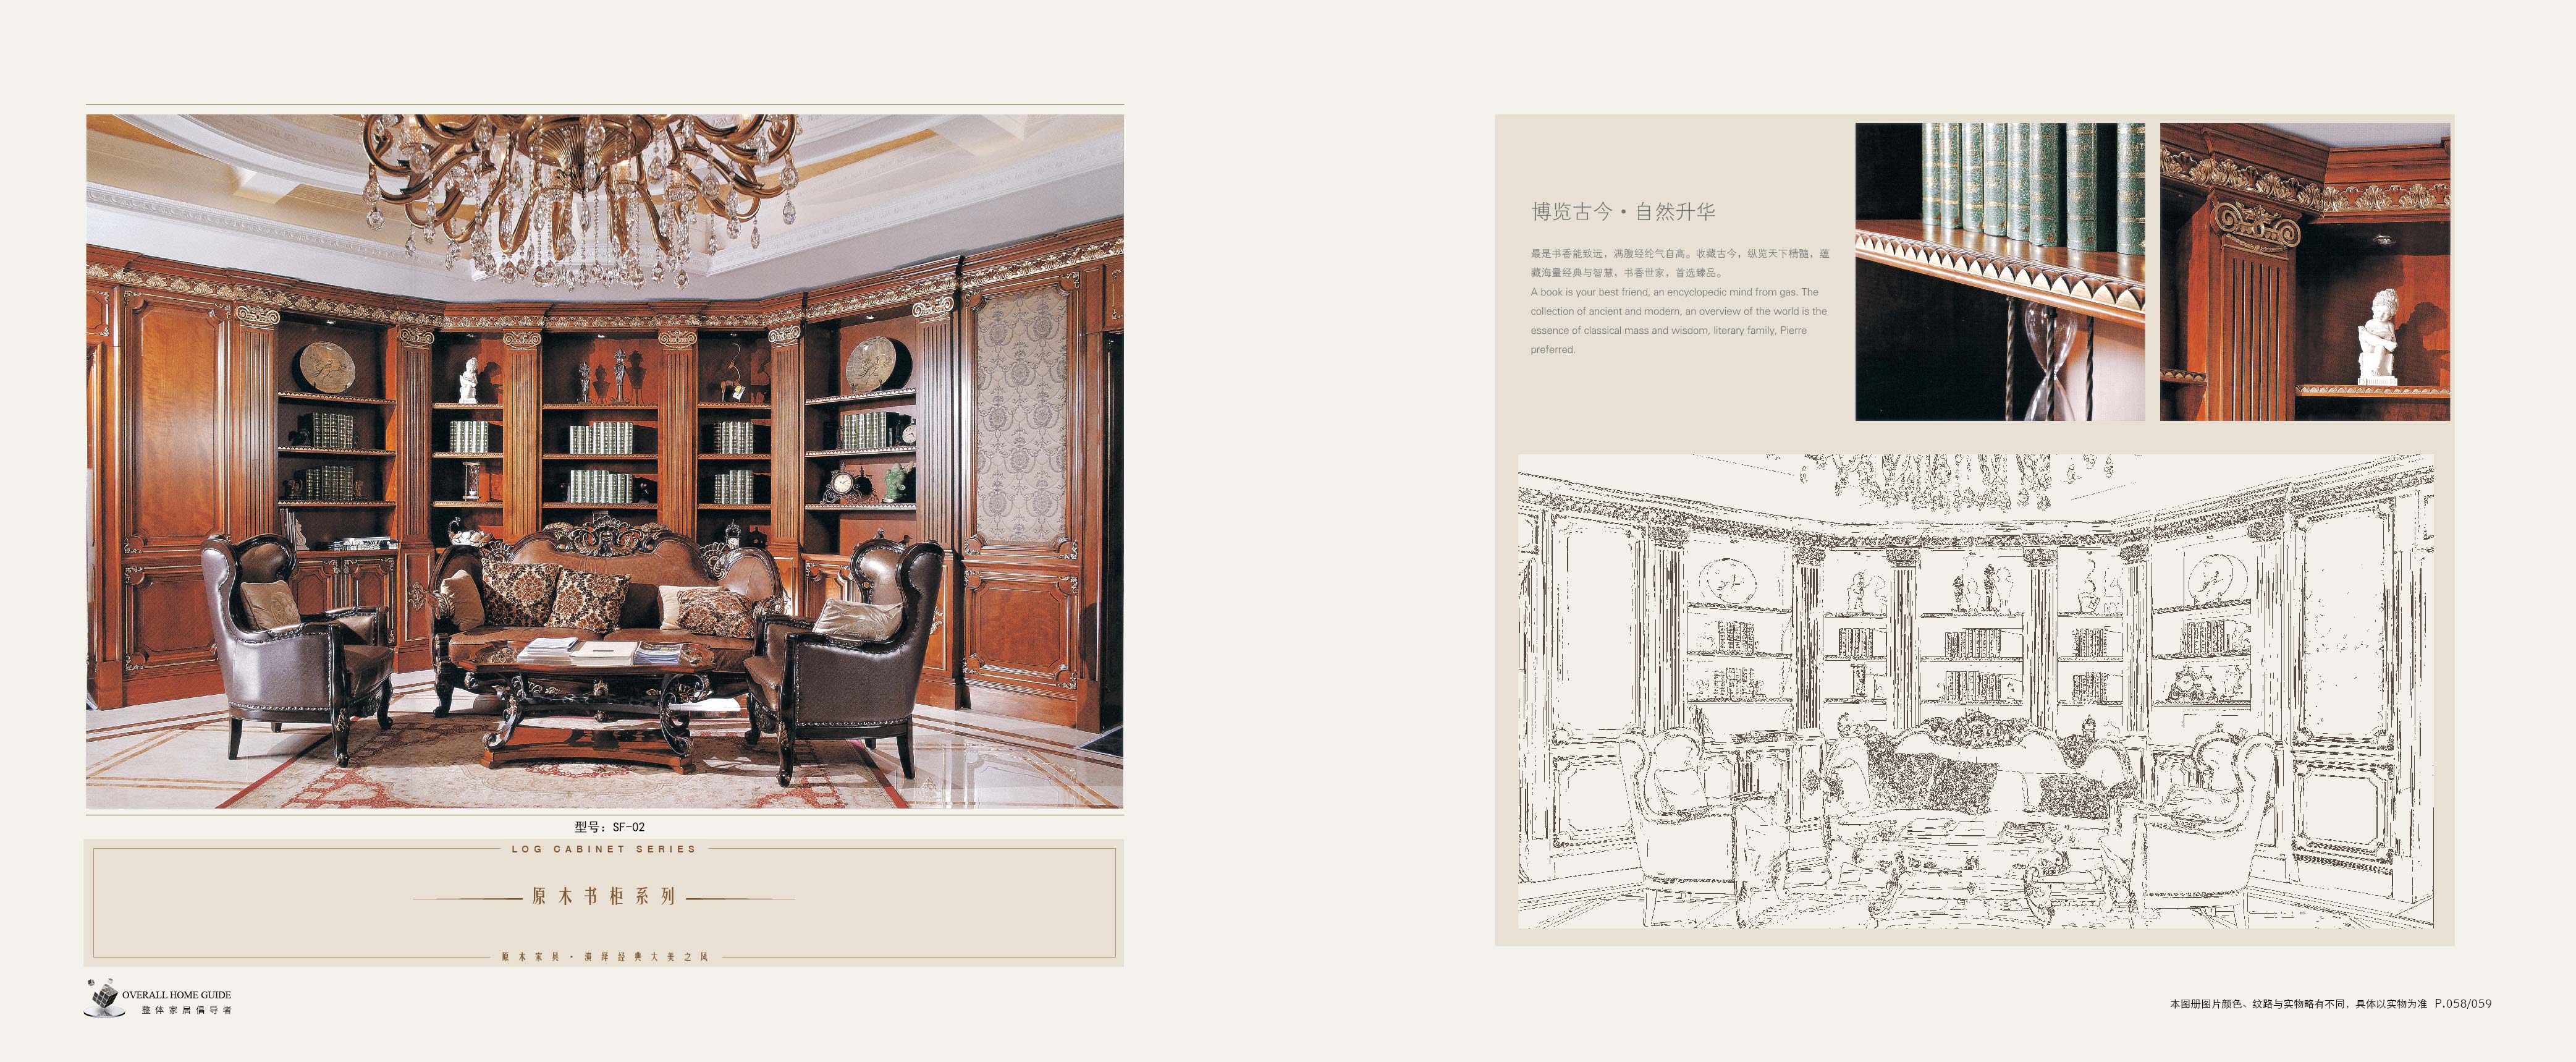 型号：SF-02
LOG CABINET SERIES
原木书柜系列
原木家具·演绎经典大美之风
OVERALL HOME GUIDE
整体家居倡导者
博览古今·自然升华
最是书香能致远，满腹经纶气自高。收藏古今，纵览天下精髓，蕴
藏海量经典与智慧，书香世家，首选臻品。
A book is your best friend, an encyclopedic mind from gas. The
collection of ancient and modern, an overview of the world is the
essence of classical mass and wisdom, literary family, Pierre
preferred.
本图册图片颜色、纹路与实物略有不同，具体以实物为准 P.058/059